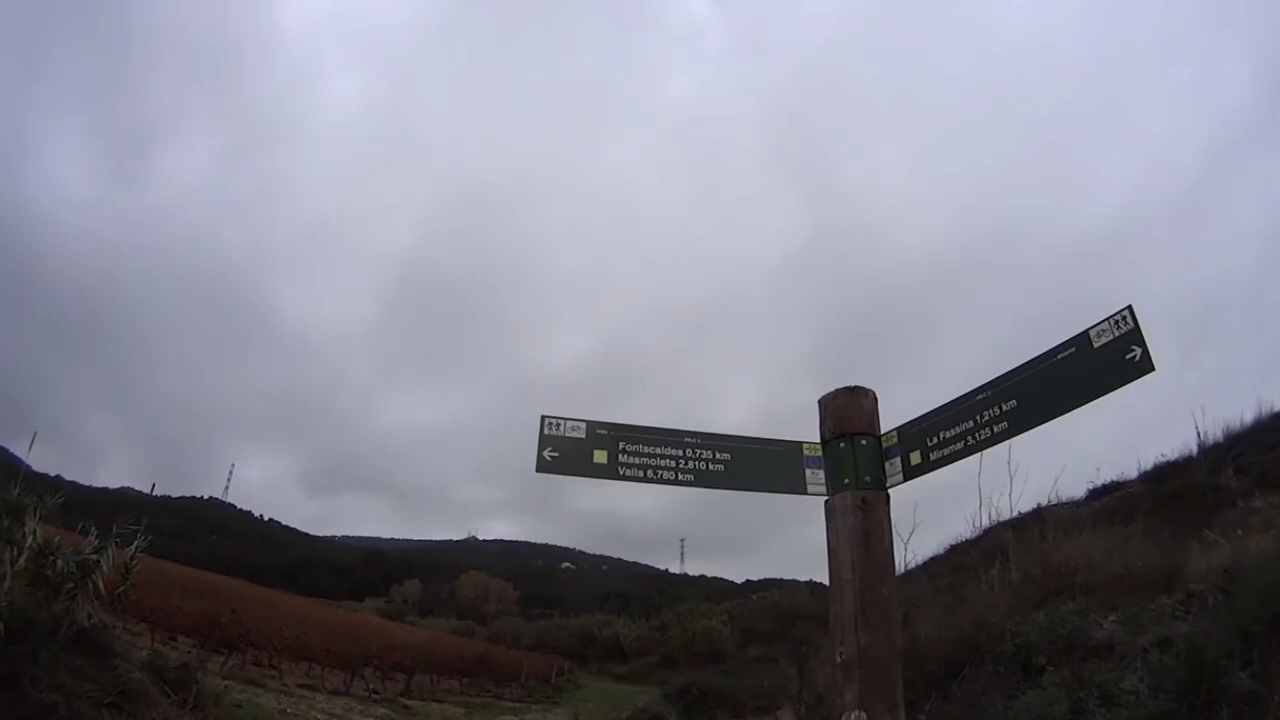 Fontscaldes 0,735 km
Masmolets 2,810 km
Valls 6,780 km
La Fassina 1,215 km
Miramar 3,125 km